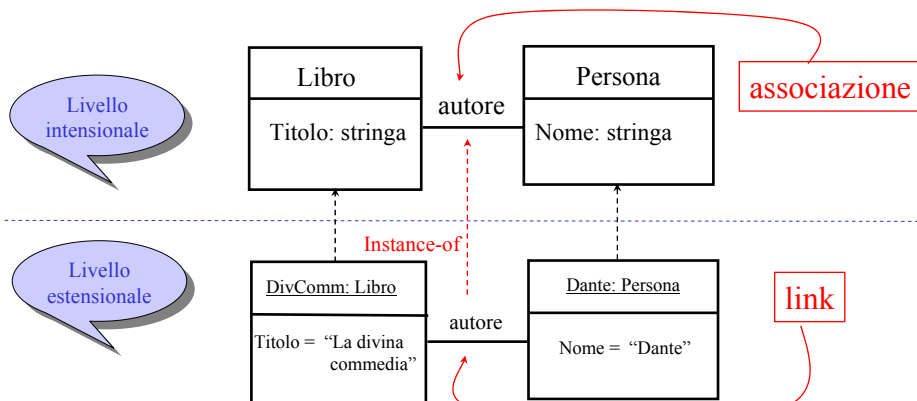 Libro
Persona
associazione
Livello
intensionale
autore
Titolo: stringa
Nome: stringa
Instance-of
Livello
estensionale
DivComm: Libro
Dante: Persona
link
autore
Titolo = “La divina
commedia”
Nome = “Dante”